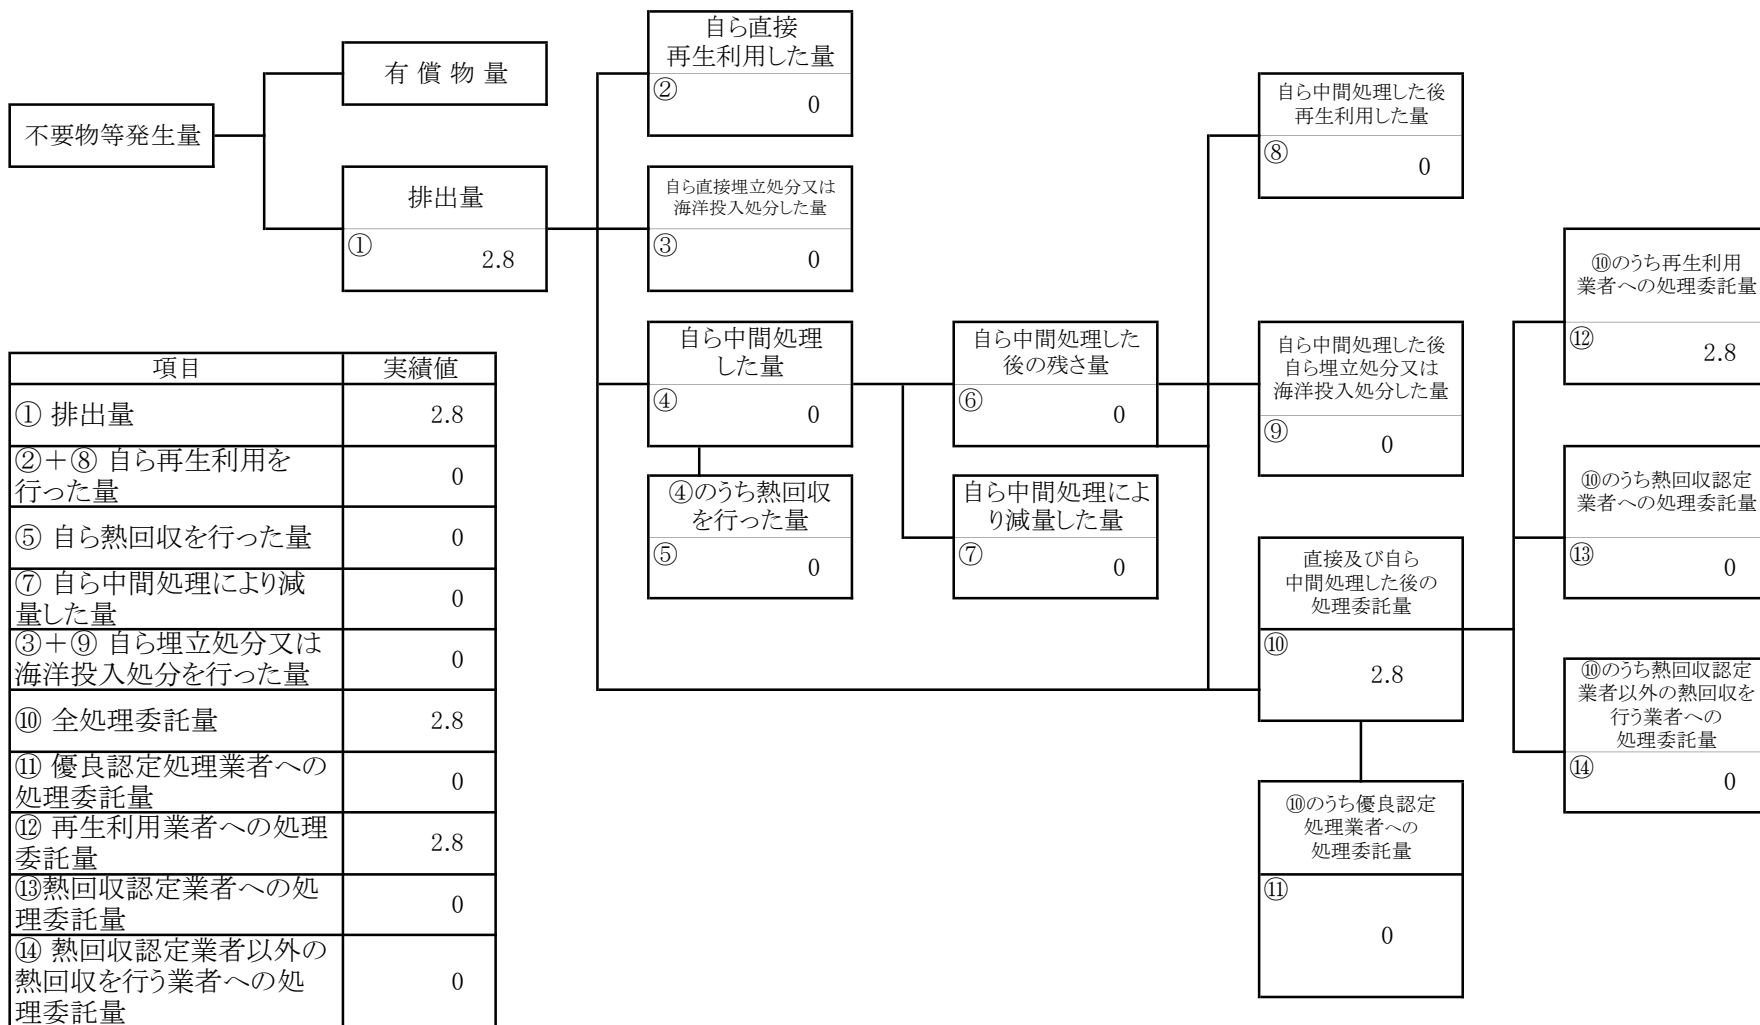 不要物等発生量
有 償 物 量
排出量
①
2.8
自ら直接
再生利用した量
②
0
自ら直接埋立処分又は
海洋投入処分した量
③
0
自ら中間処理
した量
④
0
④のうち熱回収
を行った量
⑤
0
自ら中間処理した
後の残さ量
⑥
0
自ら中間処理によ
り減量した量
⑦
0
自ら中間処理した後
再生利用した量
⑧
0
自ら中間処理した後
自ら埋立処分又は
海洋投入処分した量
⑨
0
直接及び自ら
中間処理した後の
処理委託量
⑩
2.8
⑩のうち優良認定
処理業者への
処理委託量
⑪
0
⑩のうち再生利用
業者への処理委託量
⑫
2.8
⑩のうち熱回収認定
業者への処理委託量
⑬
0
⑩のうち熱回収認定
業者以外の熱回収を
行う業者への
処理委託量
⑭
0
項目 実績値
① 排出量 2.8
②＋⑧ 自ら再生利用を
行った量 0
⑤ 自ら熱回収を行った量 0
⑦ 自ら中間処理により減
量した量 0
③＋⑨ 自ら埋立処分又は
海洋投入処分を行った量 0
⑩ 全処理委託量 2.8
⑪ 優良認定処理業者への
処理委託量 0
⑫ 再生利用業者への処理
委託量 2.8
⑬熱回収認定業者への処
理委託量 0
⑭ 熱回収認定業者以外の
熱回収を行う業者への処
理委託量 0